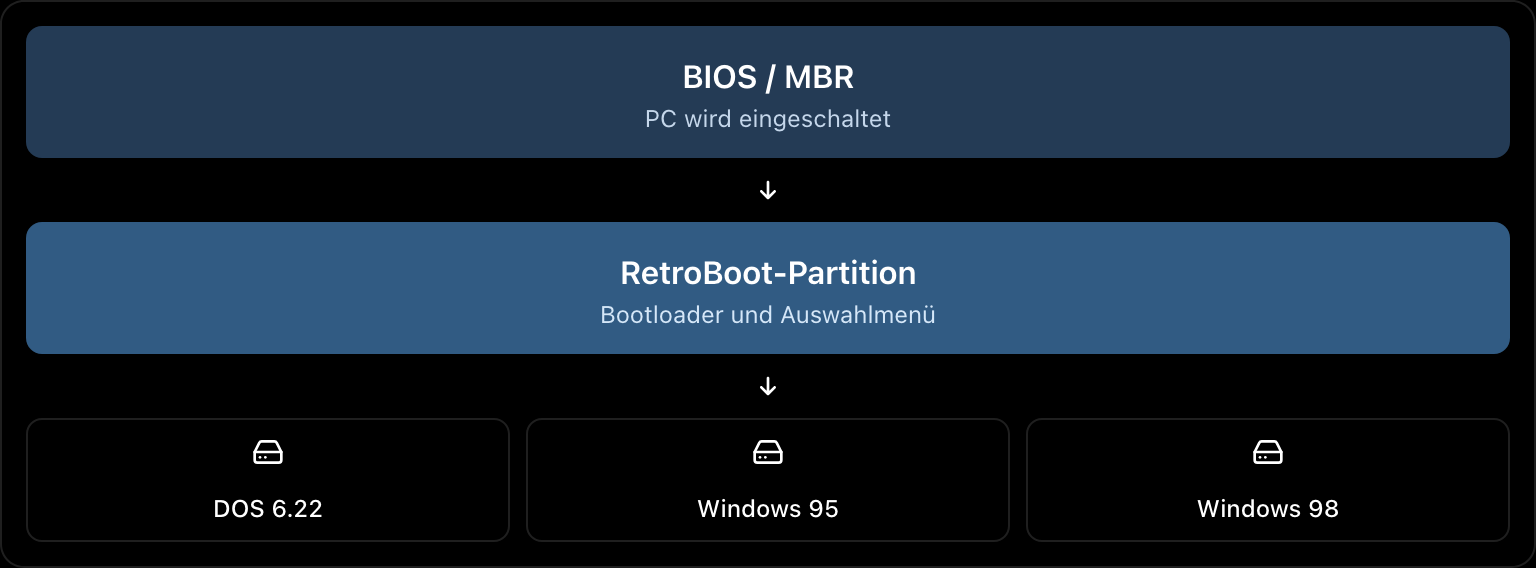 BIOS / MBR
PC wird eingeschaltet
RetroBoot-Partition
Bootloader und Auswahlmenü
DOS 6.22
Windows 95
Windows 98